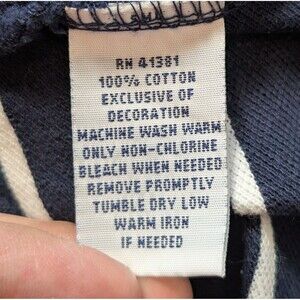 RN 41381
100% COTTON
EXCLUSIVE OF
DECORATION
MACHINE WASH WARM
ONLY NON-CHLORINE
BLEACH WHEN NEEDED
REMOVE PROMPTLY
TUMBLE DRY LOW
WARM IRON
IF NEEDED